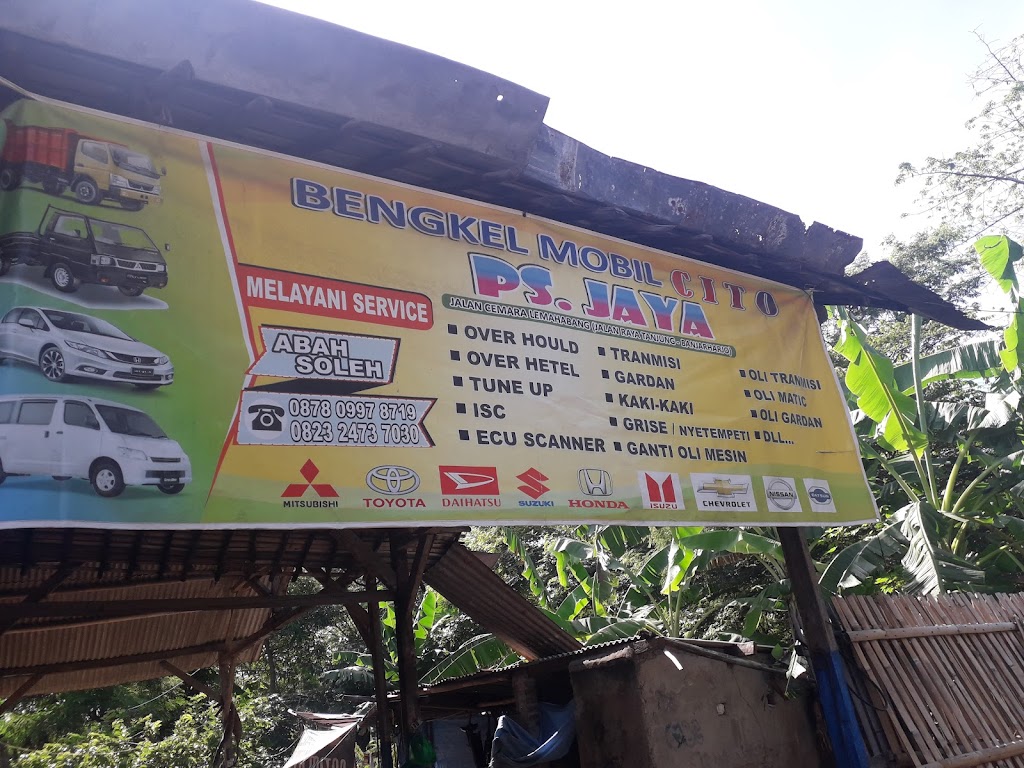 BENGKEL MOBIL CITO
PS. JAYA
JALAN CEMARA LEMAHABANG (JALAN RAYA TANJUNG - BANJARHARJO)
MELAYANI SERVICE
ABAH
SOLEH
0878 0997 8719
0823 2473 7030
▪ OVER HOULD
▪ OVER HETEL
▪ TUNE UP
▪ ISC
▪ ECU SCANNER
▪ TRANMISI
▪ GARDAN
▪ KAKI-KAKI
▪ GRISE / NYETEMPETI
▪ GANTI OLI MESIN
▪ OLI TRANMISI
▪ OLI MATIC
▪ OLI GARDAN
▪ DLL...
MITSUBISHI
TOYOTA
DAIHATSU
SUZUKI
HONDA
ISUZU
CHEVROLET
NISSAN
DATSUN